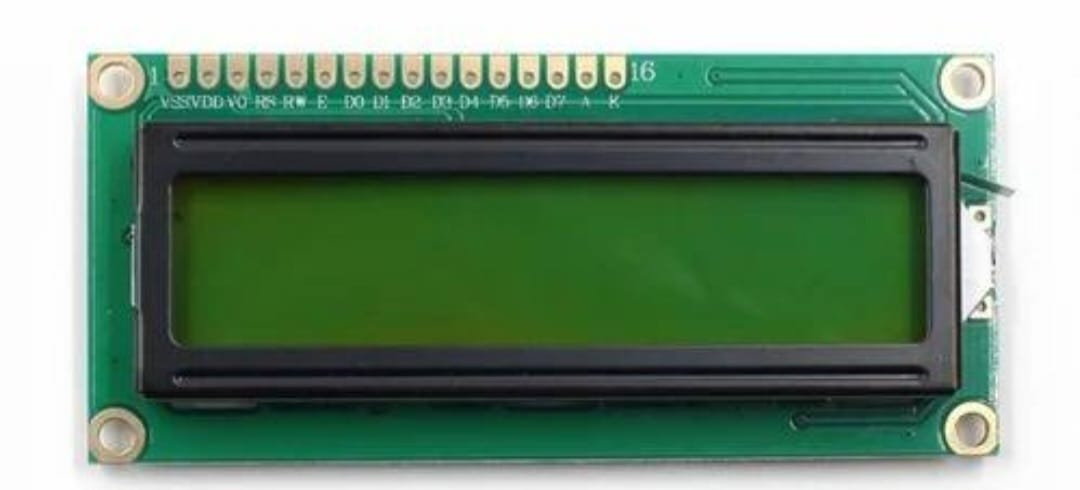 1 16
VSS VDD VO RS RW E D0 D1 D2 D3 D4 D5 D6 D7 A K